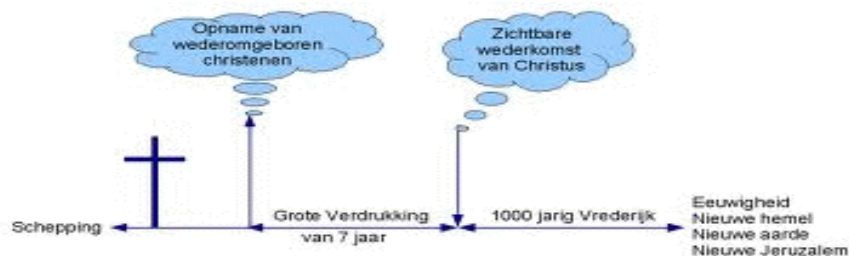 Opname van
wederomgeboren
christenen
Zichtbare
wederkomst
van Christus
Schepping
Grote Verdrukking
van 7 jaar
1000 jarig Vrederijk
Eeuwigheid
Nieuwe hemel
Nieuwe aarde
Nieuwe Jeruzalem